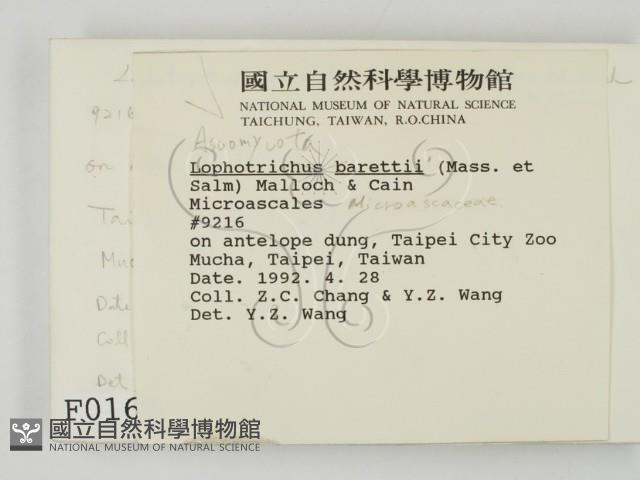 國立自然科學博物館
NATIONAL MUSEUM OF NATURAL SCIENCE
TAICHUNG, TAIWAN, R.O.CHINA
Ascomycota
Lophotrichus barettii (Mass. et
Salm) Malloch & Cain
Microascales Microascaceae
#9216
on antelope dung, Taipei City Zoo
Mucha, Taipei, Taiwan
Date. 1992. 4. 28
Coll. Z.C. Chang & Y.Z. Wang
Det. Y.Z. Wang
9216
on
Tai
Muc
Date
Coll
Det
F016
國立自然科學博物館
NATIONAL MUSEUM OF NATURAL SCIENCE